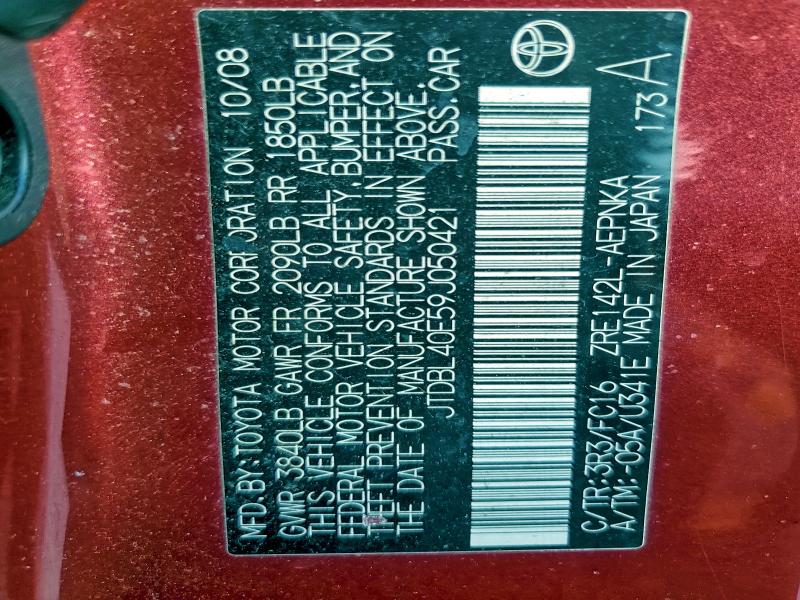 MFD.BY:TOYOTA MOTOR CORPORATION 10/08
GVWR 3840LB GAWR FR 2090LB RR 1850LB
THIS VEHICLE CONFORMS TO ALL APPLICABLE
FEDERAL MOTOR VEHICLE SAFETY,BUMPER,AND
THEFT PREVENTION STANDARDS IN EFFECT ON
THE DATE OF MANUFACTURE SHOWN ABOVE.
JTDBL40E59J050421 PASS.CAR
C/TR:3R3/FC16 ZRE142L-AEPNKA
A/TM:-05A/U341E MADE IN JAPAN 173 A